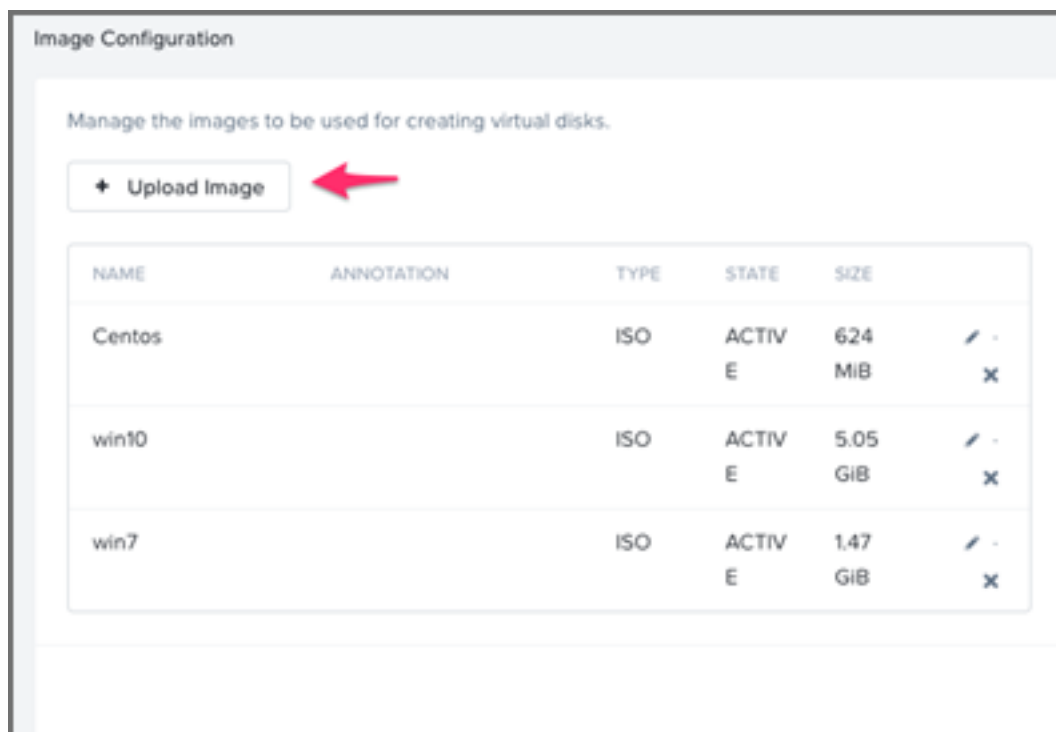 Image Configuration
Manage the images to be used for creating virtual disks.
+ Upload Image
NAME ANNOTATION TYPE STATE SIZE
Centos ISO ACTIV 624
E MiB
win10 ISO ACTIV 5.05
E GiB
win7 ISO ACTIV 1.47
E GiB